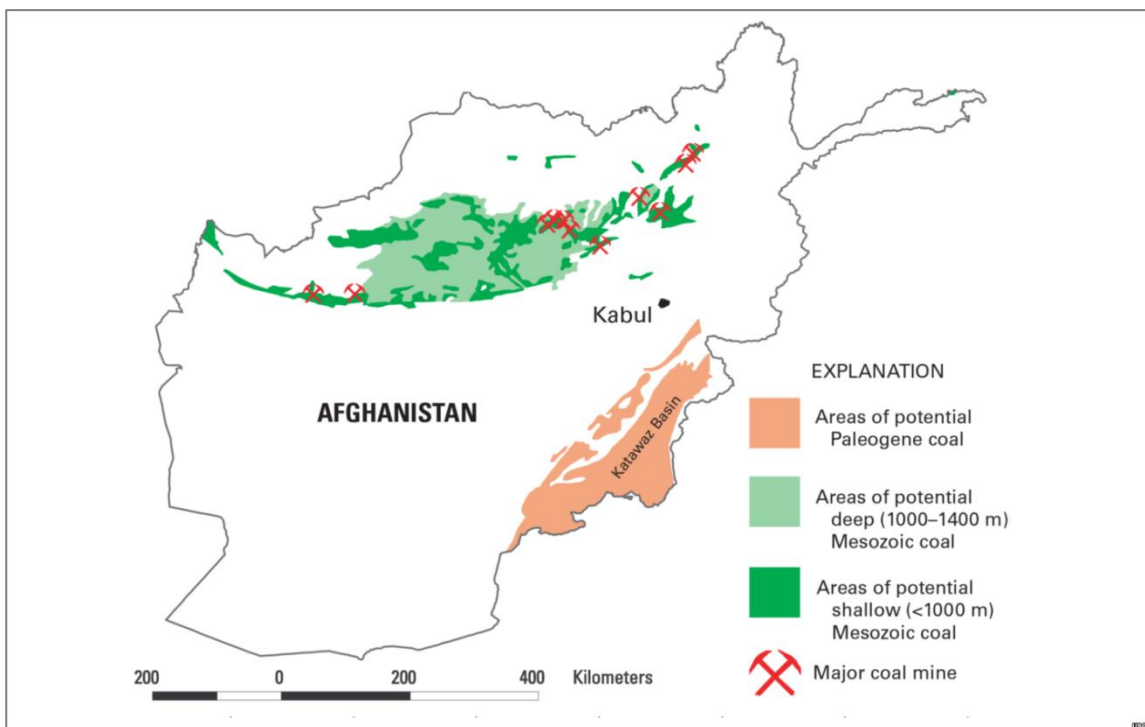 Kabul
AFGHANISTAN
Katawaz Basin
EXPLANATION
Areas of potential
Paleogene coal
Areas of potential
deep (1000–1400 m)
Mesozoic coal
Areas of potential
shallow (<1000 m)
Mesozoic coal
Major coal mine
200 0 200 400 Kilometers